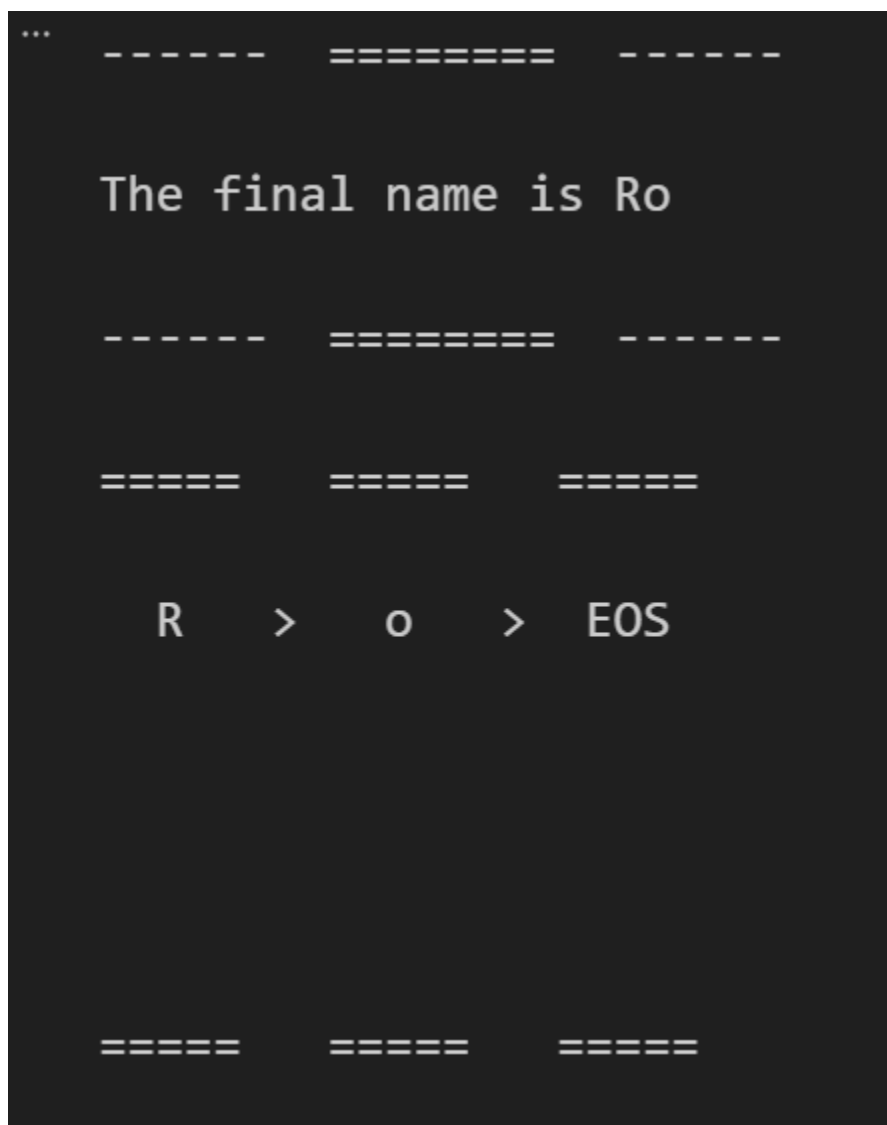 ...
------  ========  ------
The final name is Ro
------  ========  ------
=====   =====   =====
R   >   o   >  EOS
=====   =====   =====